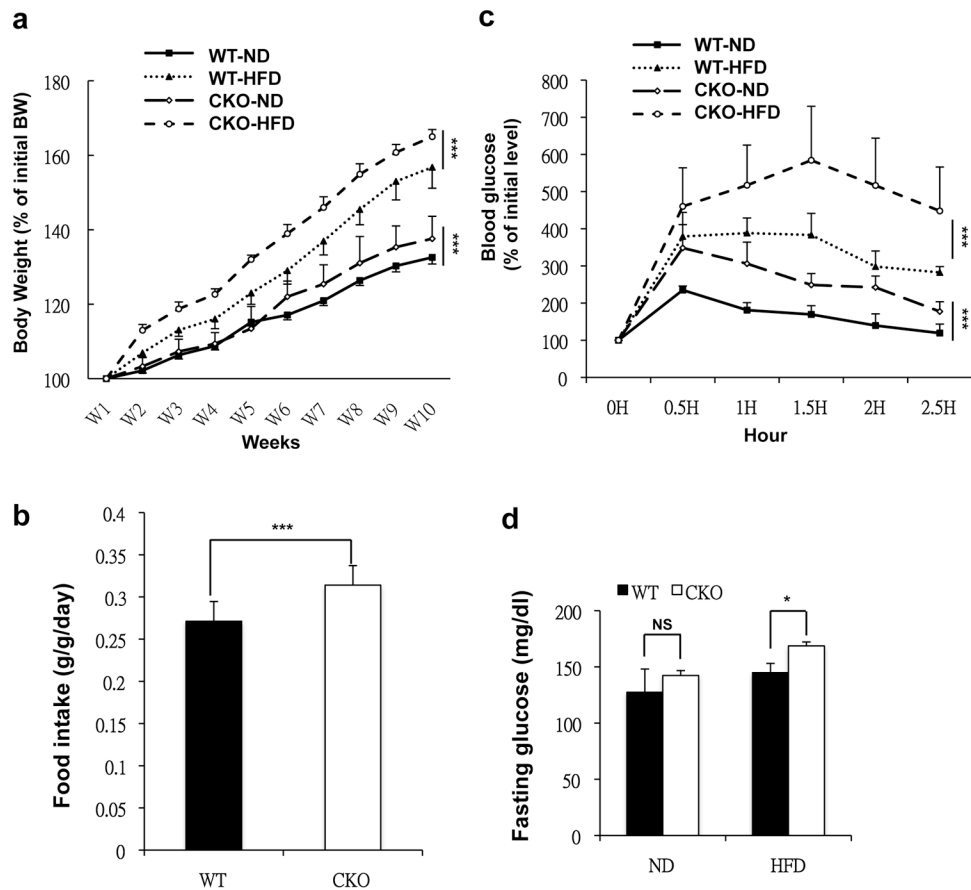 a
WT-ND
WT-HFD
CKO-ND
CKO-HFD
Body Weight (% of initial BW)
180
160
140
120
100
***
***
W1 W2 W3 W4 W5 W6 W7 W8 W9 W10
Weeks
c
WT-ND
WT-HFD
CKO-ND
CKO-HFD
Blood glucose
(% of initial level)
800
700
600
500
400
300
200
100
0
***
***
0H 0.5H 1H 1.5H 2H 2.5H
Hour
b
Food intake (g/g/day)
0.4
0.35
0.3
0.25
0.2
0.15
0.1
0.05
0
***
WT CKO
d
WT CKO
Fasting glucose (mg/dl)
200
150
100
50
0
NS
*
ND HFD